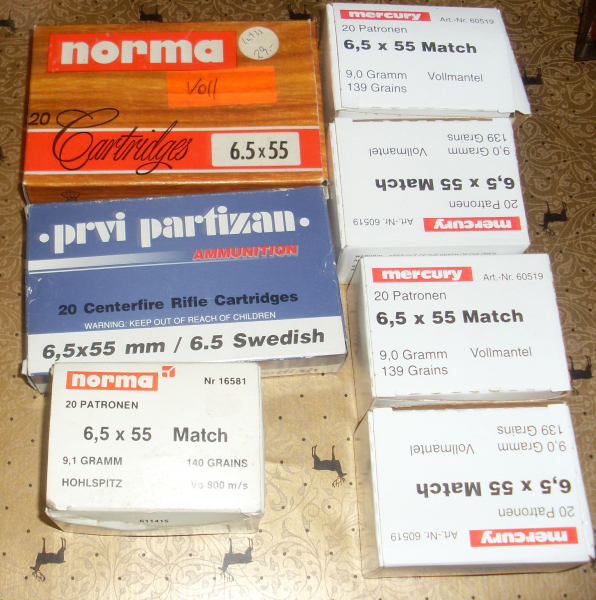 norma
29.-
Voll
20
Cartridges
6.5 x 55
·prvi partizan·
AMMUNITION
20 Centerfire Rifle Cartridges
WARNING: KEEP OUT OF REACH OF CHILDREN
6,5x55 mm / 6.5 Swedish
norma
Nr 16581
20 PATRONEN
6,5 x 55 Match
9,1 GRAMM 140 GRAINS
HOHLSPITZ Vo 800 m/s
611415
mercury Art.-Nr. 60519
20 Patronen
6,5 x 55 Match
9,0 Gramm Vollmantel
139 Grains
mercury Art.-Nr. 60519
20 Patronen
6,5 x 55 Match
9,0 Gramm Vollmantel
139 Grains
mercury Art.-Nr. 60519
20 Patronen
6,5 x 55 Match
9,0 Gramm Vollmantel
139 Grains
mercury Art.-Nr. 60519
20 Patronen
6,5 x 55 Match
9,0 Gramm Vollmantel
139 Grains